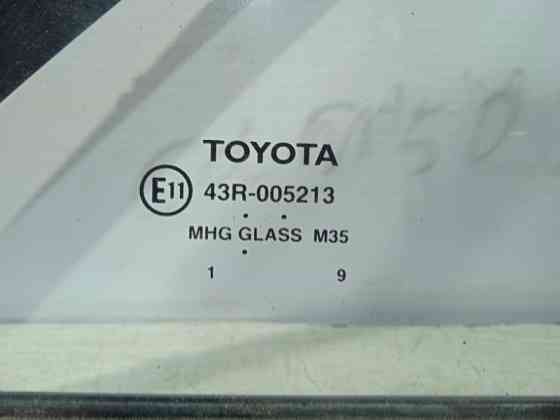 TOYOTA
E11 43R-005213
MHG GLASS M35
1 9